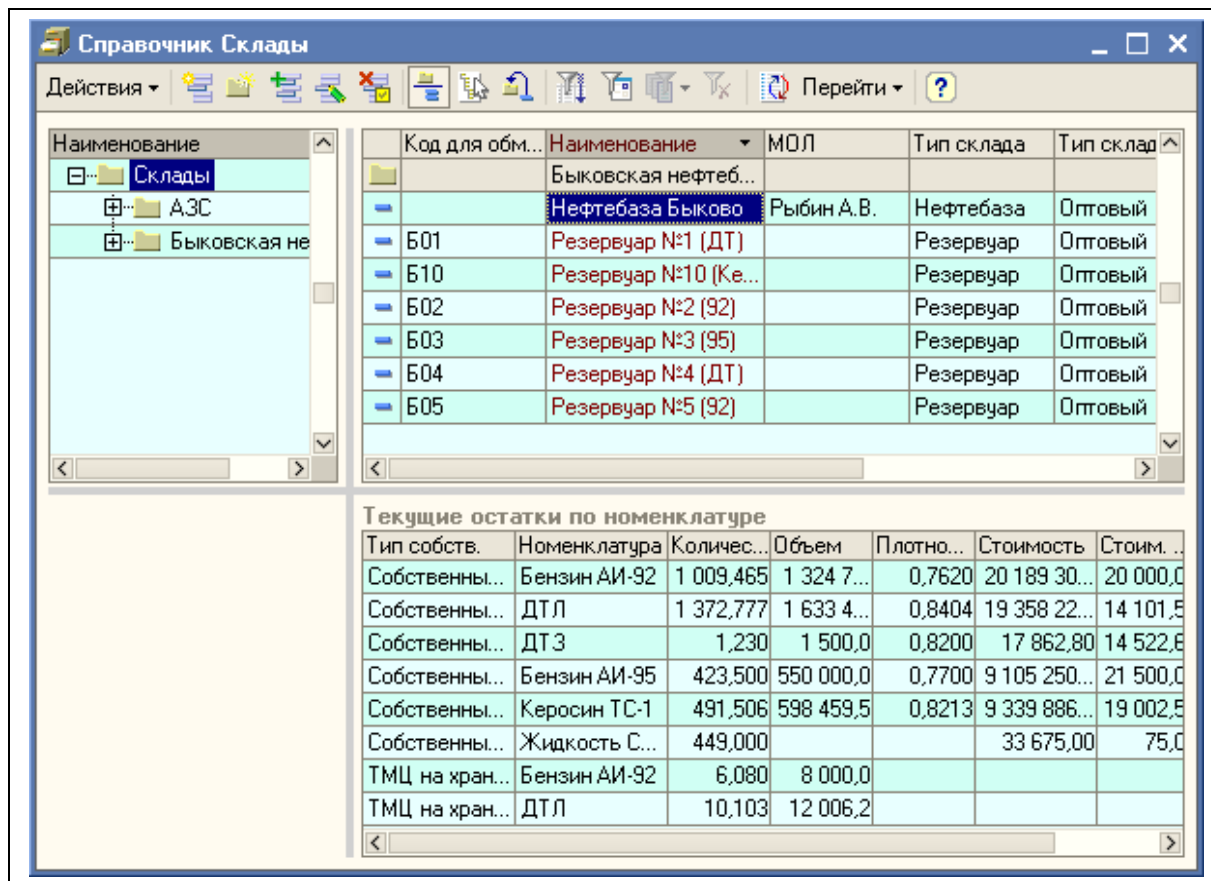 Справочник Склады
Действия Перейти ?
Наименование
Склады
АЗС
Быковская не
Код для обм... Наименование МОЛ Тип склада Тип склад
Быковская нефтеб...
Нефтебаза Быково Рыбин А.В. Нефтебаза Оптовый
Б01 Резервуар №1 (ДТ) Резервуар Оптовый
Б10 Резервуар №10 (Ке... Резервуар Оптовый
Б02 Резервуар №2 (92) Резервуар Оптовый
Б03 Резервуар №3 (95) Резервуар Оптовый
Б04 Резервуар №4 (ДТ) Резервуар Оптовый
Б05 Резервуар №5 (92) Резервуар Оптовый
Текущие остатки по номенклатуре
Тип собств. Номенклатура Количес... Объем Плотно... Стоимость Стоим. ..
Собственны... Бензин АИ-92 1 009,465 1 324 7... 0,7620 20 189 30... 20 000,0
Собственны... ДТЛ 1 372,777 1 633 4... 0,8404 19 358 22... 14 101,5
Собственны... ДТЗ 1,230 1 500,0 0,8200 17 862,80 14 522,6
Собственны... Бензин АИ-95 423,500 550 000,0 0,7700 9 105 250... 21 500,0
Собственны... Керосин ТС-1 491,506 598 459,5 0,8213 9 339 886... 19 002,5
Собственны... Жидкость С... 449,000 33 675,00 75,0
ТМЦ на хран... Бензин АИ-92 6,080 8 000,0
ТМЦ на хран... ДТЛ 10,103 12 006,2